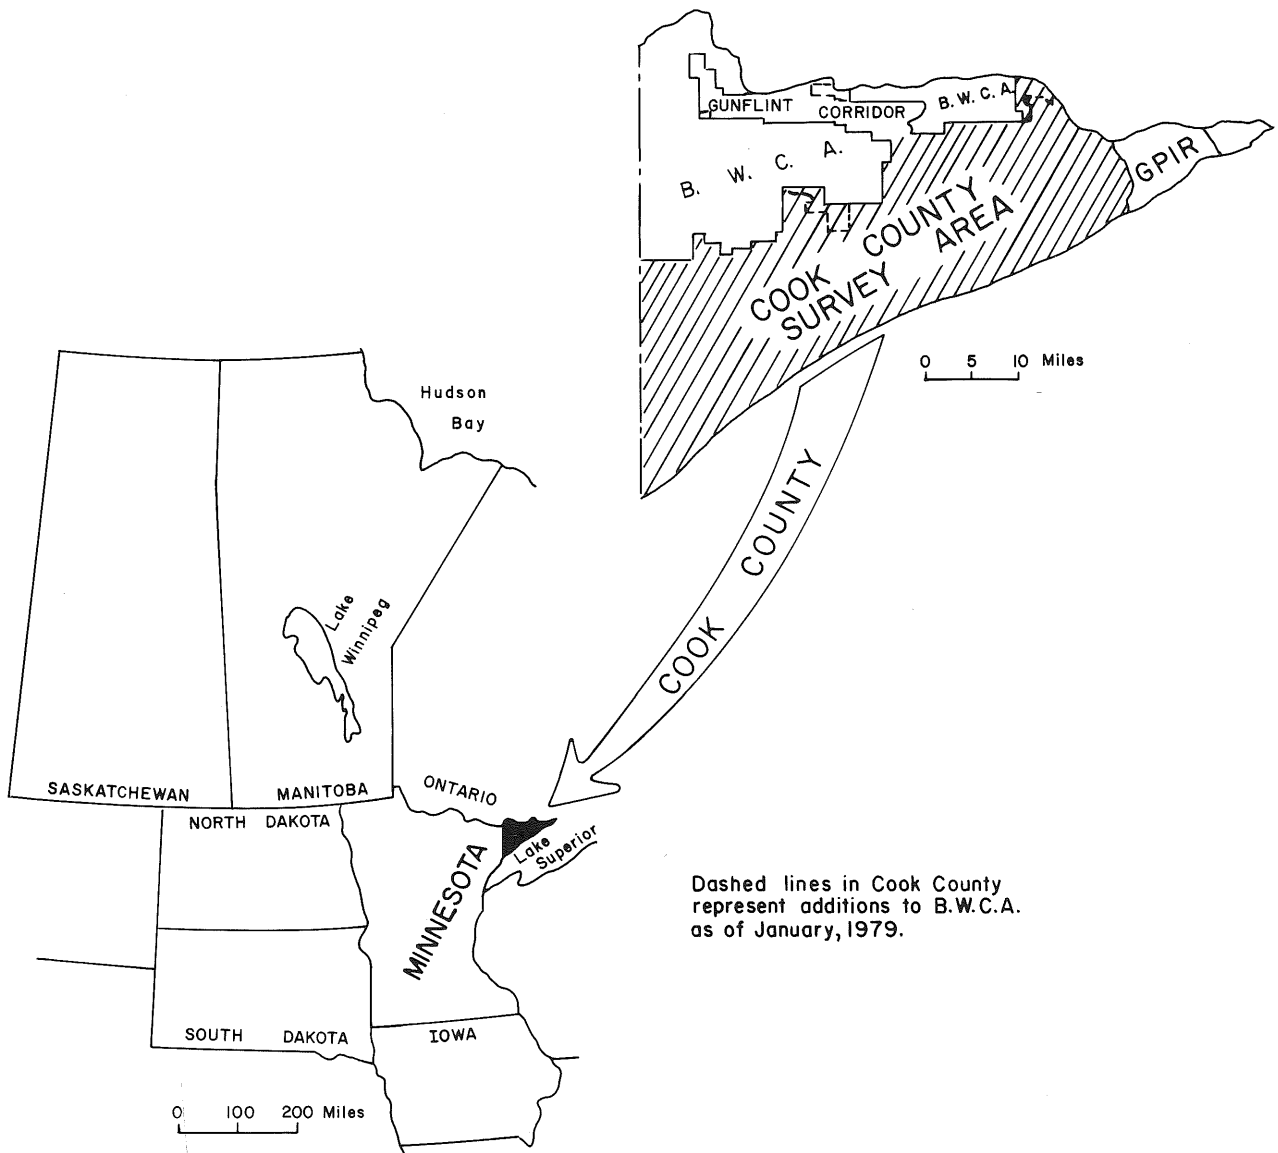 GUNFLINT CORRIDOR
B.W.C.A.
B. W. C. A.
GPIR
COOK COUNTY
SURVEY AREA
0 5 10 Miles
Hudson
Bay
COOK COUNTY
Lake
Winnipeg
SASKATCHEWAN
MANITOBA
ONTARIO
NORTH DAKOTA
Lake
Superior
MINNESOTA
Dashed lines in Cook County
represent additions to B.W.C.A.
as of January, 1979.
SOUTH DAKOTA
IOWA
0 100 200 Miles